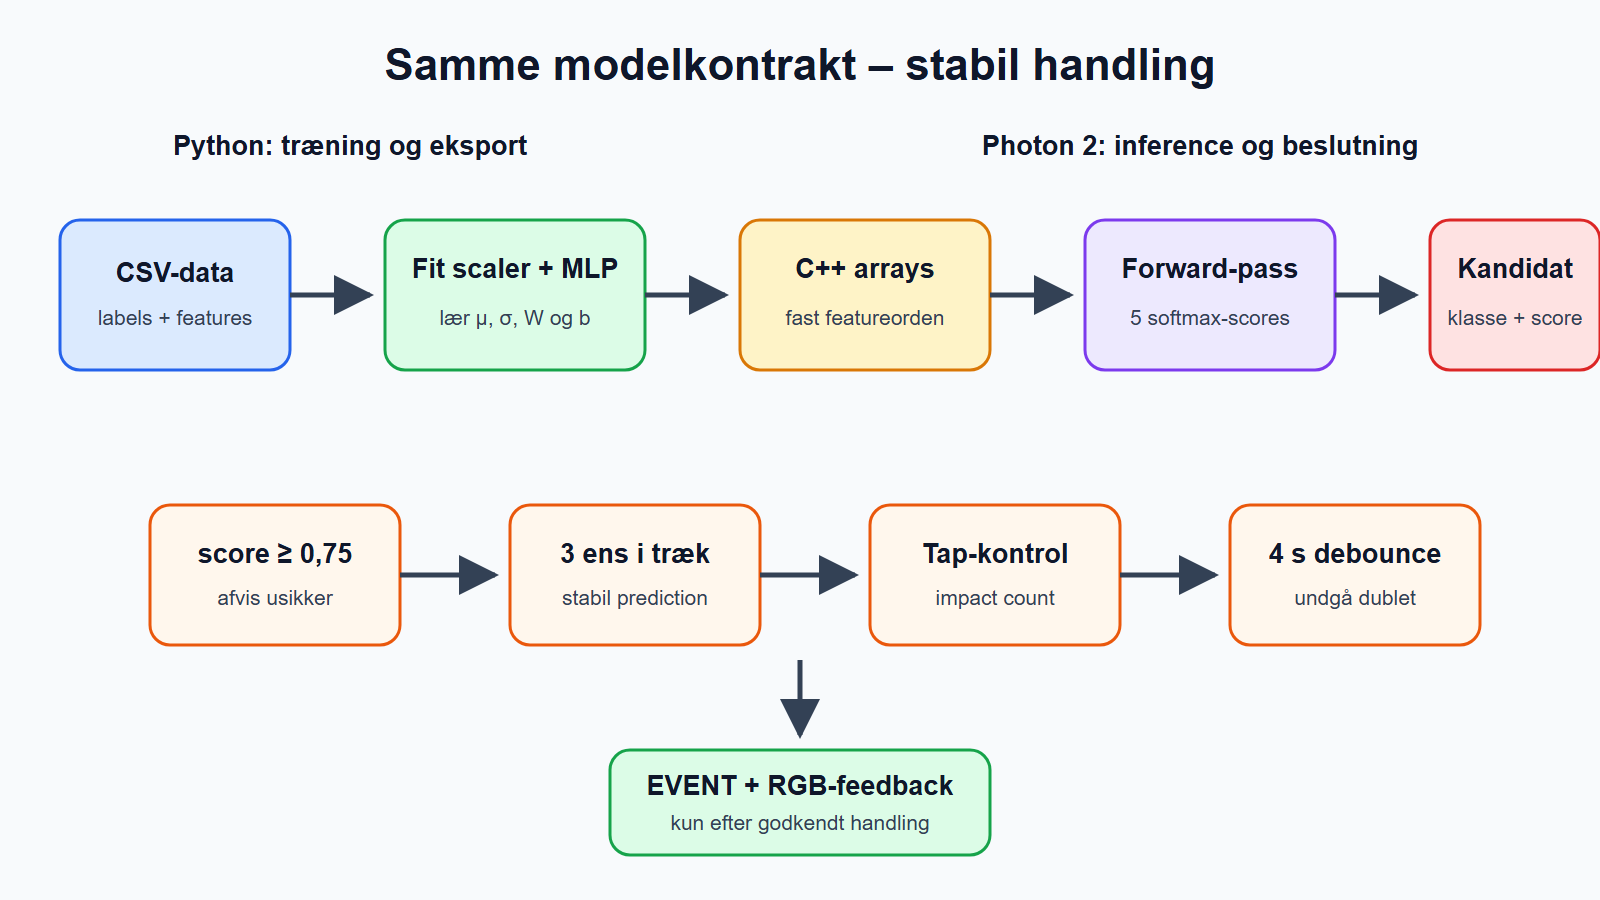 Samme modelkontrakt – stabil handling
Python: træning og eksport
Photon 2: inference og beslutning
CSV-data
labels + features
Fit scaler + MLP
lær μ, σ, W og b
C++ arrays
fast featureorden
Forward-pass
5 softmax-scores
Kandidat
klasse + score
score ≥ 0,75
afvis usikker
3 ens i træk
stabil prediction
Tap-kontrol
impact count
4 s debounce
undgå dublet
EVENT + RGB-feedback
kun efter godkendt handling